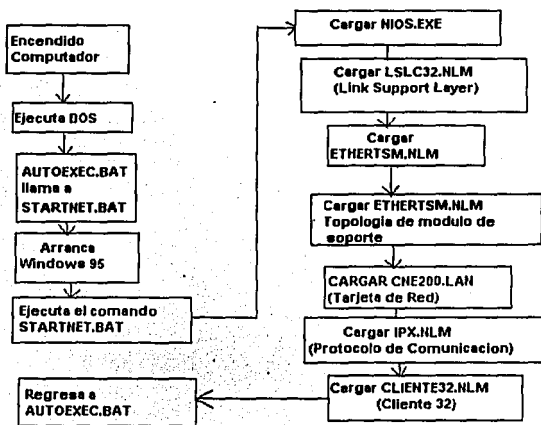 Encendido
Computador
Ejecuta DOS
AUTOEXEC.BAT
llama a
STARTNET.BAT
Arranca
Windows 95
Ejecuta el comando
STARTNET.BAT
Cargar NIOS.EXE
Cargar LSLC32.NLM
(Link Support Layer)
Cargar
ETHERTSM.NLM
Cargar ETHERTSM.NLM
Topologia de modulo de
soporte
CARGAR CNE200.LAN
(Tarjeta de Red)
Cargar IPX.NLM
(Protocolo de Comunicacion)
Cargar CLIENTE32.NLM
(Cliente 32)
Regresa a
AUTOEXEC.BAT